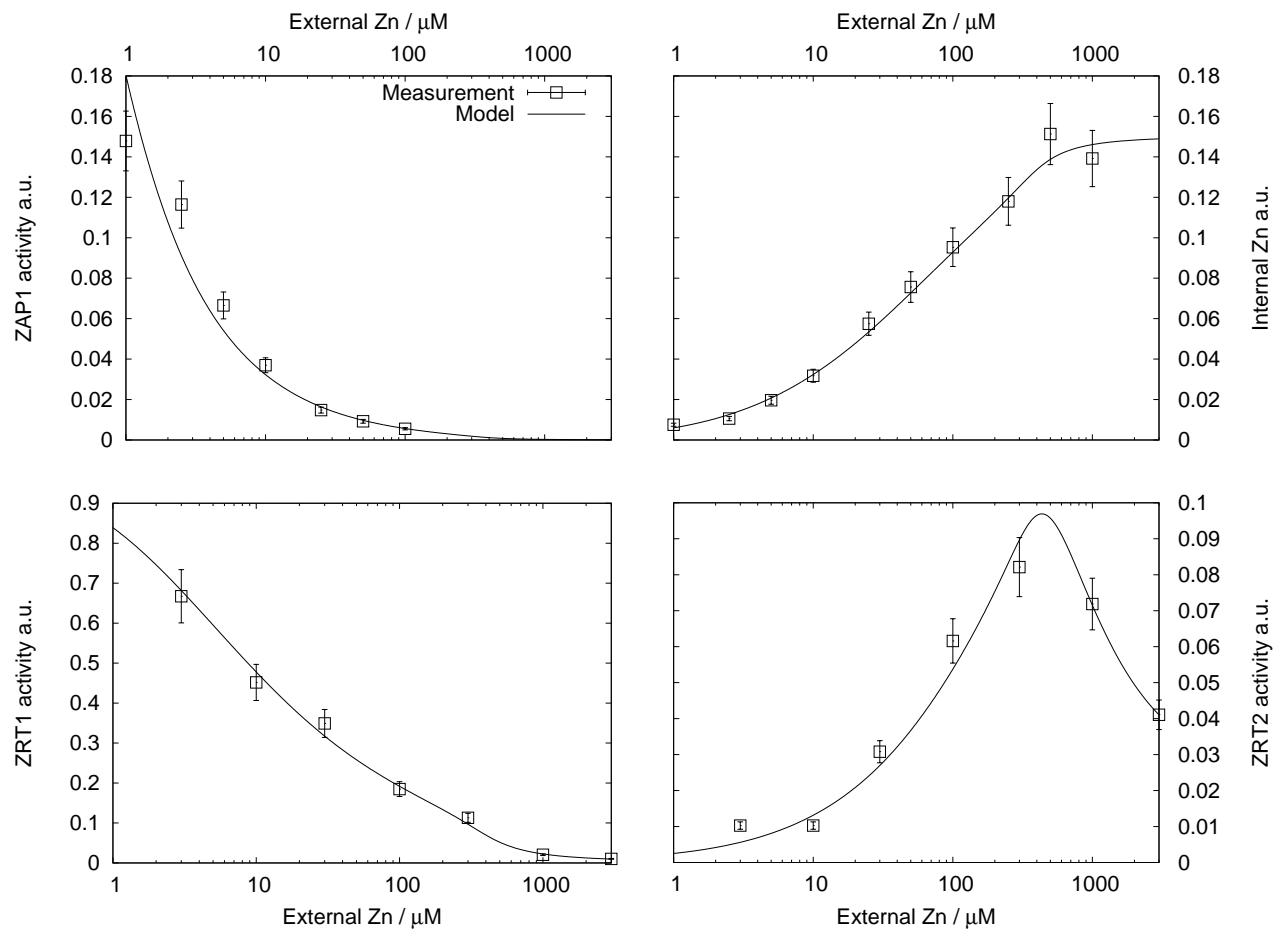 External Zn / μM
External Zn / μM
1 10 100 1000
1 10 100 1000
0.18
0.16
0.14
0.12
0.1
0.08
0.06
0.04
0.02
0
ZAP1 activity a.u.
Measurement
Model
0.18
0.16
0.14
0.12
0.1
0.08
0.06
0.04
0.02
0
Internal Zn a.u.
0.9
0.8
0.7
0.6
0.5
0.4
0.3
0.2
0.1
0
ZRT1 activity a.u.
1 10 100 1000
External Zn / μM
0.1
0.09
0.08
0.07
0.06
0.05
0.04
0.03
0.02
0.01
0
ZRT2 activity a.u.
1 10 100 1000
External Zn / μM